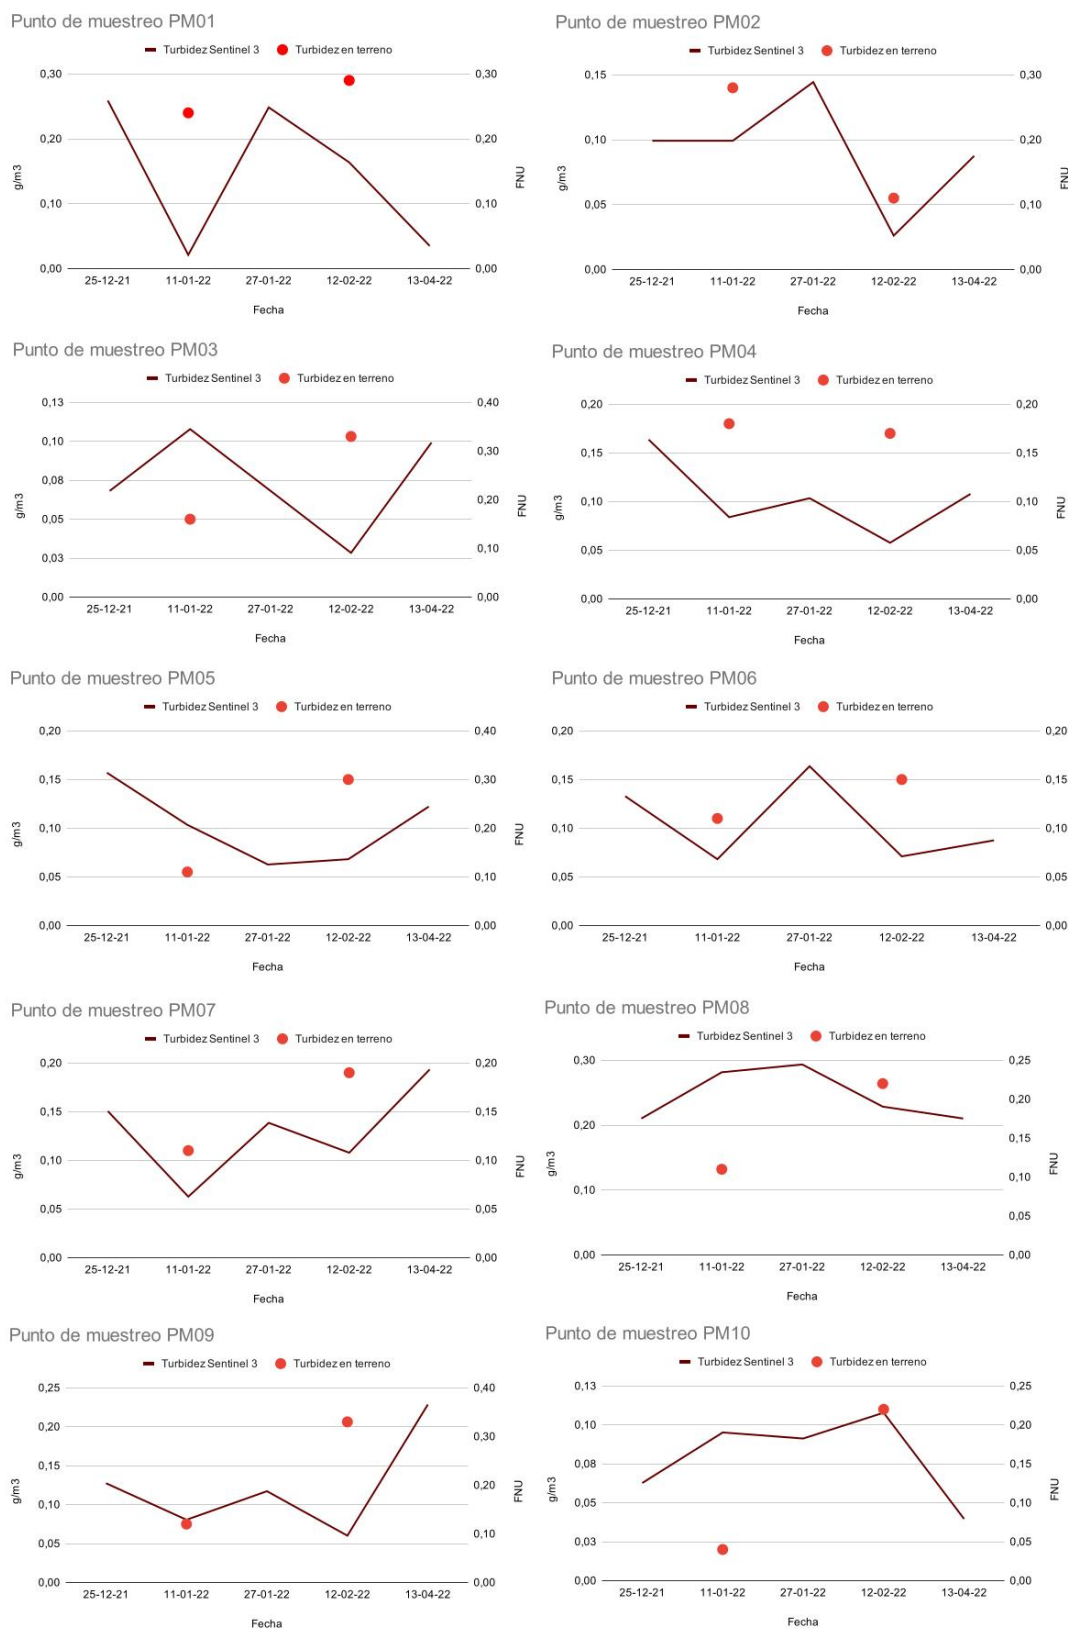 Punto de muestreo PM01
Turbidez Sentinel 3 Turbidez en terreno
0,30 0,30
0,20 0,20
0,10 0,10
0,00 0,00
g/m3
FNU
25-12-21 11-01-22 27-01-22 12-02-22 13-04-22
Fecha
Punto de muestreo PM02
Turbidez Sentinel 3 Turbidez en terreno
0,15 0,30
0,10 0,20
0,05 0,10
0,00 0,00
g/m3
FNU
25-12-21 11-01-22 27-01-22 12-02-22 13-04-22
Fecha
Punto de muestreo PM03
Turbidez Sentinel 3 Turbidez en terreno
0,13 0,40
0,10 0,30
0,08 0,20
0,05 0,10
0,03 0,00
0,00
g/m3
FNU
25-12-21 11-01-22 27-01-22 12-02-22 13-04-22
Fecha
Punto de muestreo PM04
Turbidez Sentinel 3 Turbidez en terreno
0,20 0,20
0,15 0,15
0,10 0,10
0,05 0,05
0,00 0,00
g/m3
FNU
25-12-21 11-01-22 27-01-22 12-02-22 13-04-22
Fecha
Punto de muestreo PM05
Turbidez Sentinel 3 Turbidez en terreno
0,20 0,40
0,15 0,30
0,10 0,20
0,05 0,10
0,00 0,00
g/m3
FNU
25-12-21 11-01-22 27-01-22 12-02-22 13-04-22
Fecha
Punto de muestreo PM06
Turbidez Sentinel 3 Turbidez en terreno
0,20 0,20
0,15 0,15
0,10 0,10
0,05 0,05
0,00 0,00
g/m3
FNU
25-12-21 11-01-22 27-01-22 12-02-22 13-04-22
Fecha
Punto de muestreo PM07
Turbidez Sentinel 3 Turbidez en terreno
0,20 0,20
0,15 0,15
0,10 0,10
0,05 0,05
0,00 0,00
g/m3
FNU
25-12-21 11-01-22 27-01-22 12-02-22 13-04-22
Fecha
Punto de muestreo PM08
Turbidez Sentinel 3 Turbidez en terreno
0,30 0,25
0,20 0,20
0,10 0,15
0,00 0,10
0,05
0,00
g/m3
FNU
25-12-21 11-01-22 27-01-22 12-02-22 13-04-22
Fecha
Punto de muestreo PM09
Turbidez Sentinel 3 Turbidez en terreno
0,25 0,40
0,20 0,30
0,15 0,20
0,10 0,10
0,05 0,00
0,00
g/m3
FNU
25-12-21 11-01-22 27-01-22 12-02-22 13-04-22
Fecha
Punto de muestreo PM10
Turbidez Sentinel 3 Turbidez en terreno
0,13 0,25
0,10 0,20
0,08 0,15
0,05 0,10
0,03 0,05
0,00 0,00
g/m3
FNU
25-12-21 11-01-22 27-01-22 12-02-22 13-04-22
Fecha